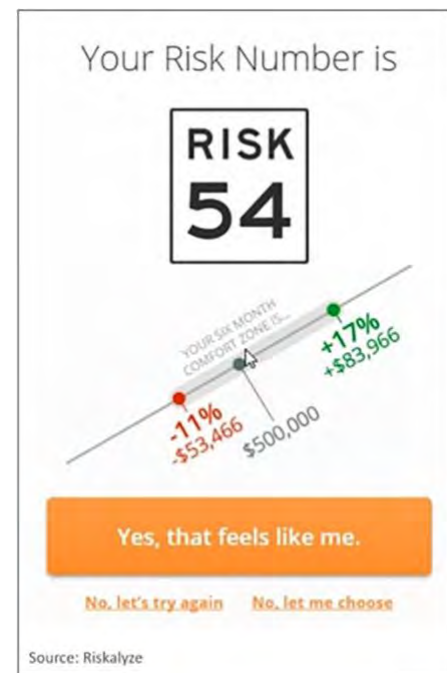 Your Risk Number is
RISK
54
YOUR SIX MONTH
COMFORT ZONE IS...
+17%
+$83,966
-11%
-$53,466
$500,000
Yes, that feels like me.
No, let's try again
No, let me choose
Source: Riskalyze